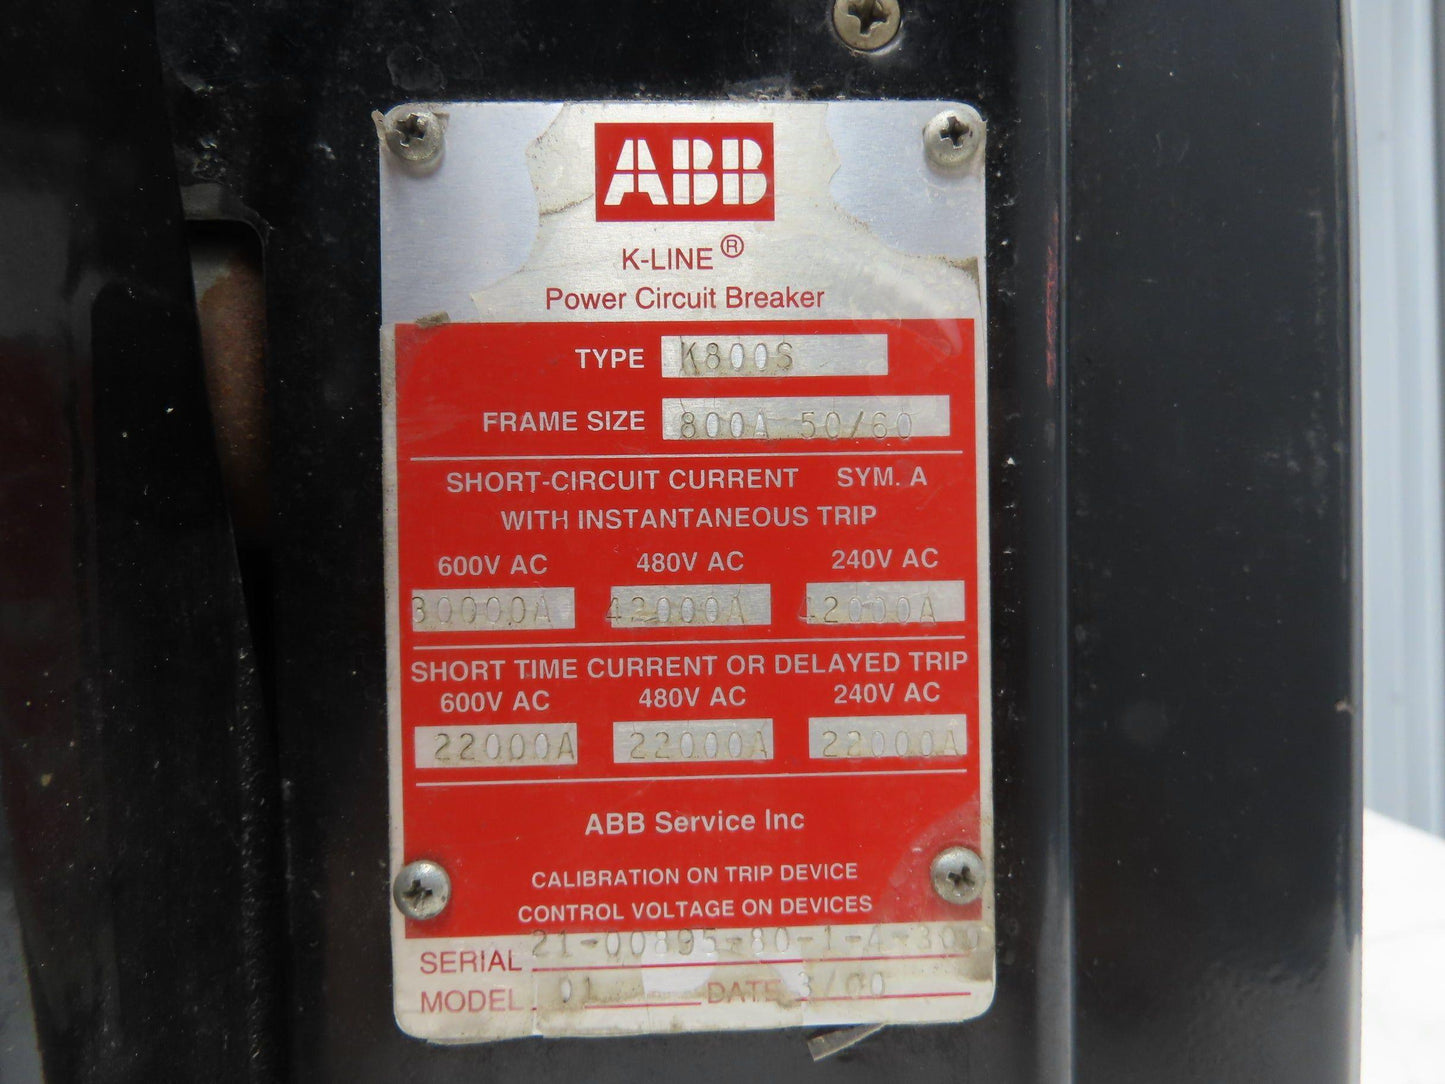 ABB
K-LINE®
Power Circuit Breaker
TYPE K800S
FRAME SIZE 800A 50/60
SHORT-CIRCUIT CURRENT SYM. A
WITH INSTANTANEOUS TRIP
600V AC 480V AC 240V AC
30000A 42000A 42000A
SHORT TIME CURRENT OR DELAYED TRIP
600V AC 480V AC 240V AC
22000A 22000A 22000A
ABB Service Inc
CALIBRATION ON TRIP DEVICE
CONTROL VOLTAGE ON DEVICES
SERIAL 21-00895-80-1-4-300
MODEL 01 DATE 3/00